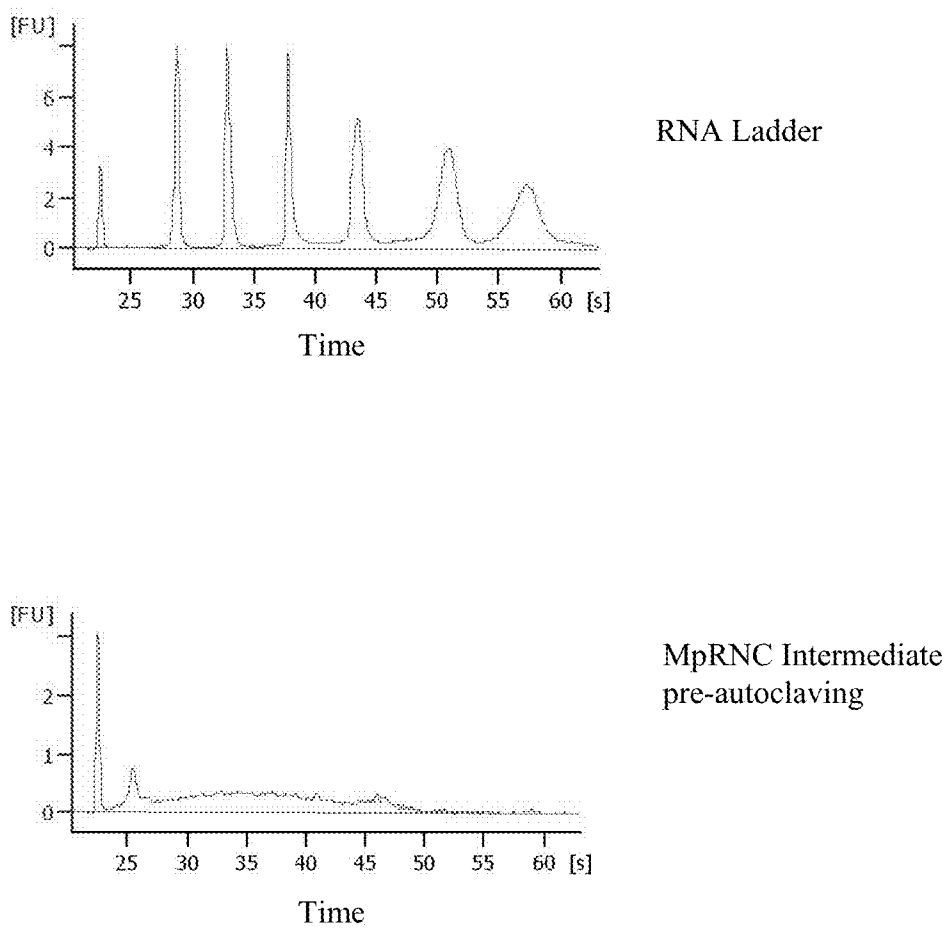 [FU]
6
4
2
0
25 30 35 40 45 50 55 60 [s]
Time
RNA Ladder
[FU]
2
1
0
25 30 35 40 45 50 55 60 [s]
Time
MpRNC Intermediate
pre-autoclaving